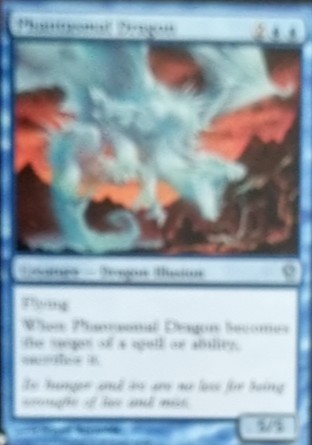 Phantasmal Dragon
2
Creature — Dragon Illusion
Flying
When Phantasmal Dragon becomes
the target of a spell or ability,
sacrifice it.
Its hunger and ire are no less for being
wrought of lies and mist.
5/5